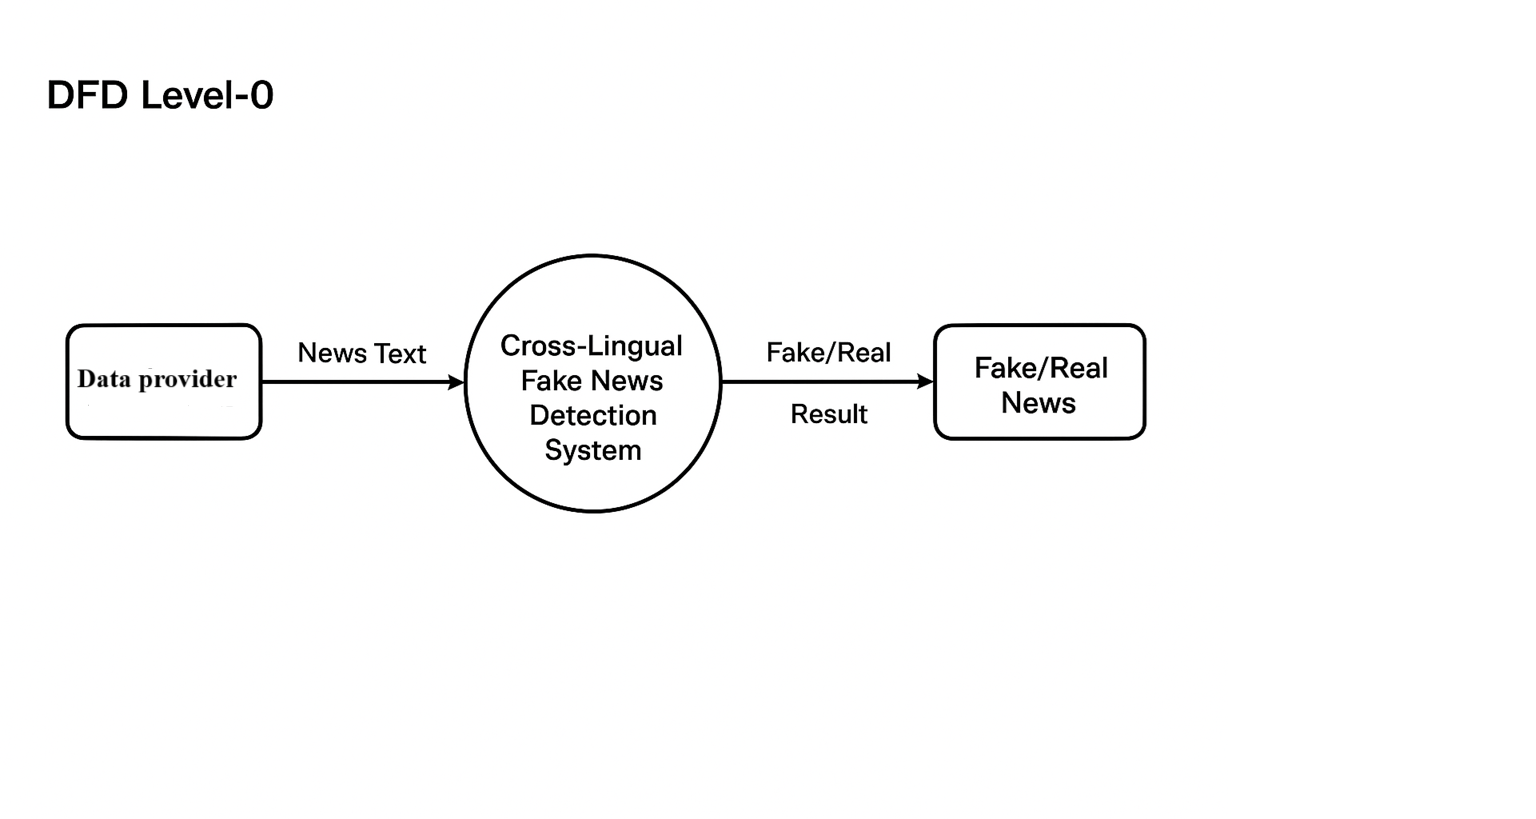 DFD Level-0
Data provider
News Text
Cross-Lingual
Fake News
Detection
System
Fake/Real
Result
Fake/Real
News